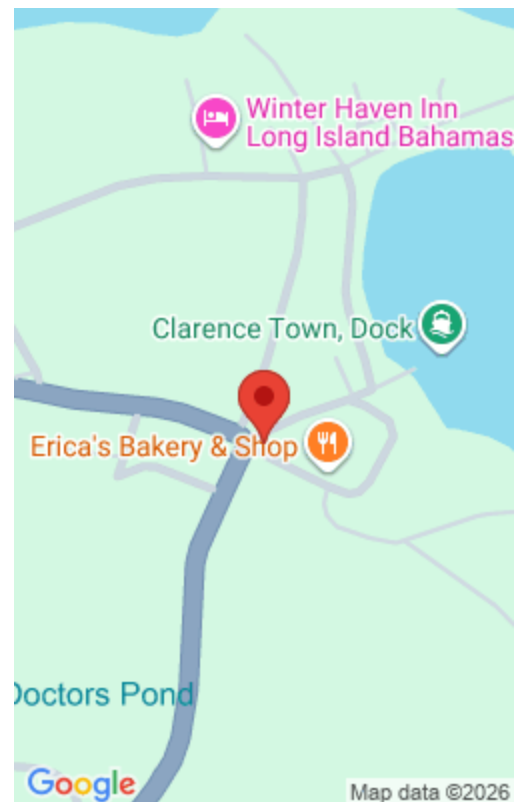 Winter Haven Inn
Long Island Bahamas
Clarence Town, Dock
Erica's Bakery & Shop
Doctors Pond
Google
Map data ©2026